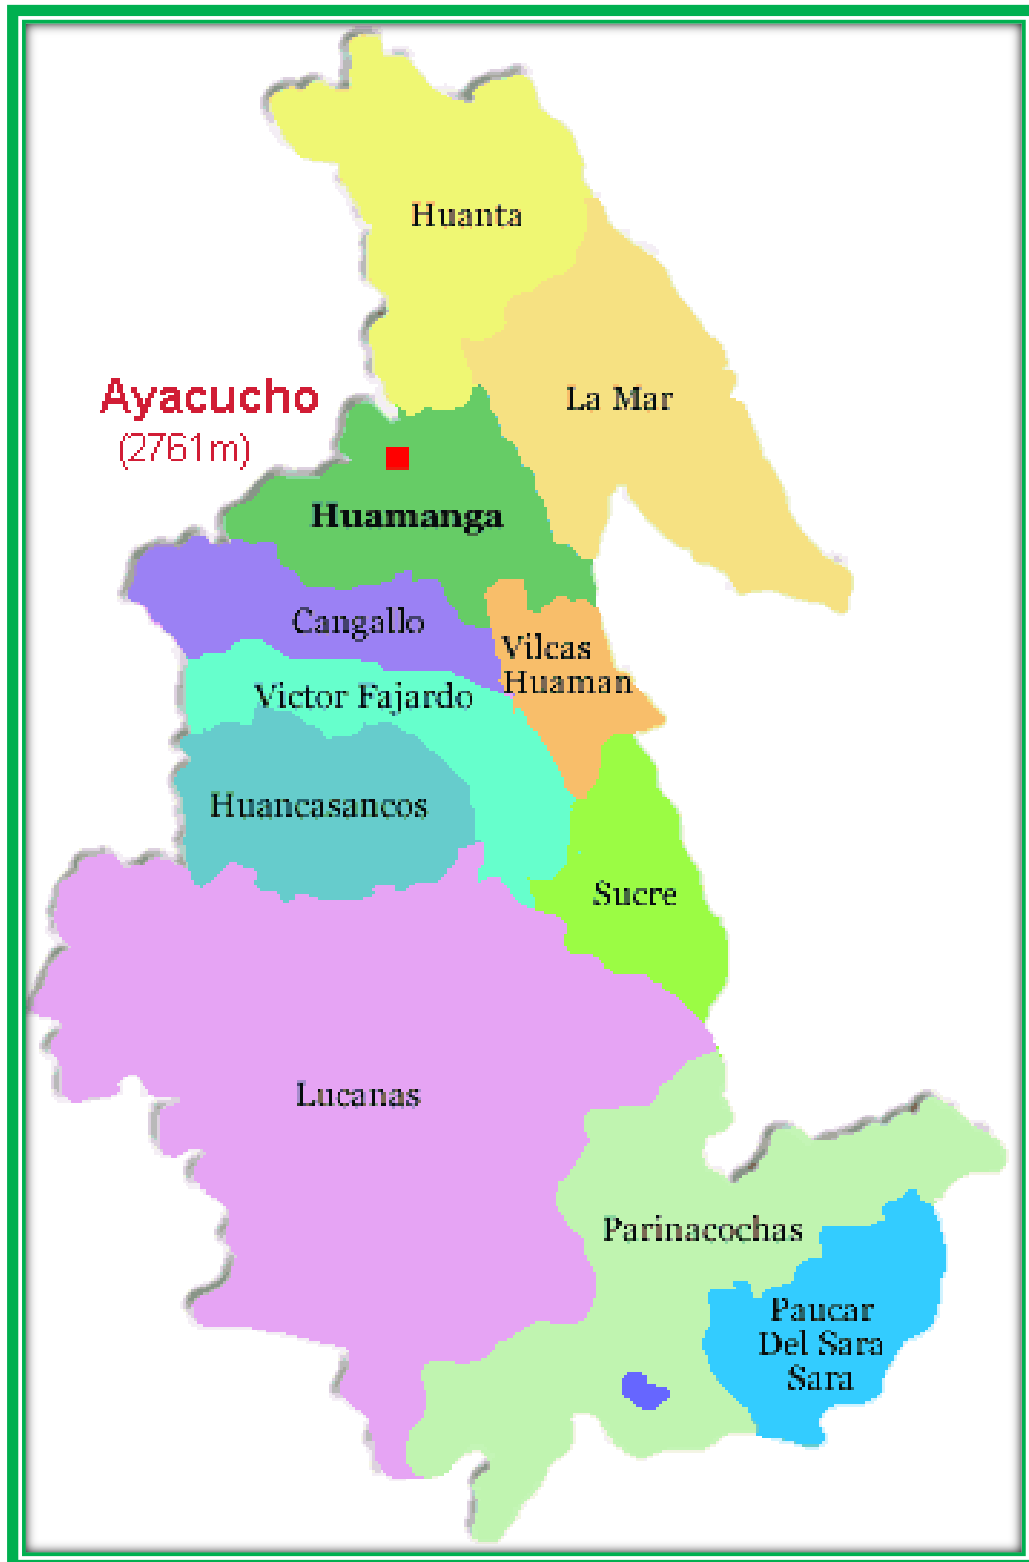 Huanta
Ayacucho
(2761m)
La Mar
Huamanga
Cangallo
Vilcas
Huaman
Victor Fajardo
Huancasancos
Sucre
Lucanas
Parinacochas
Paucar
Del Sara
Sara